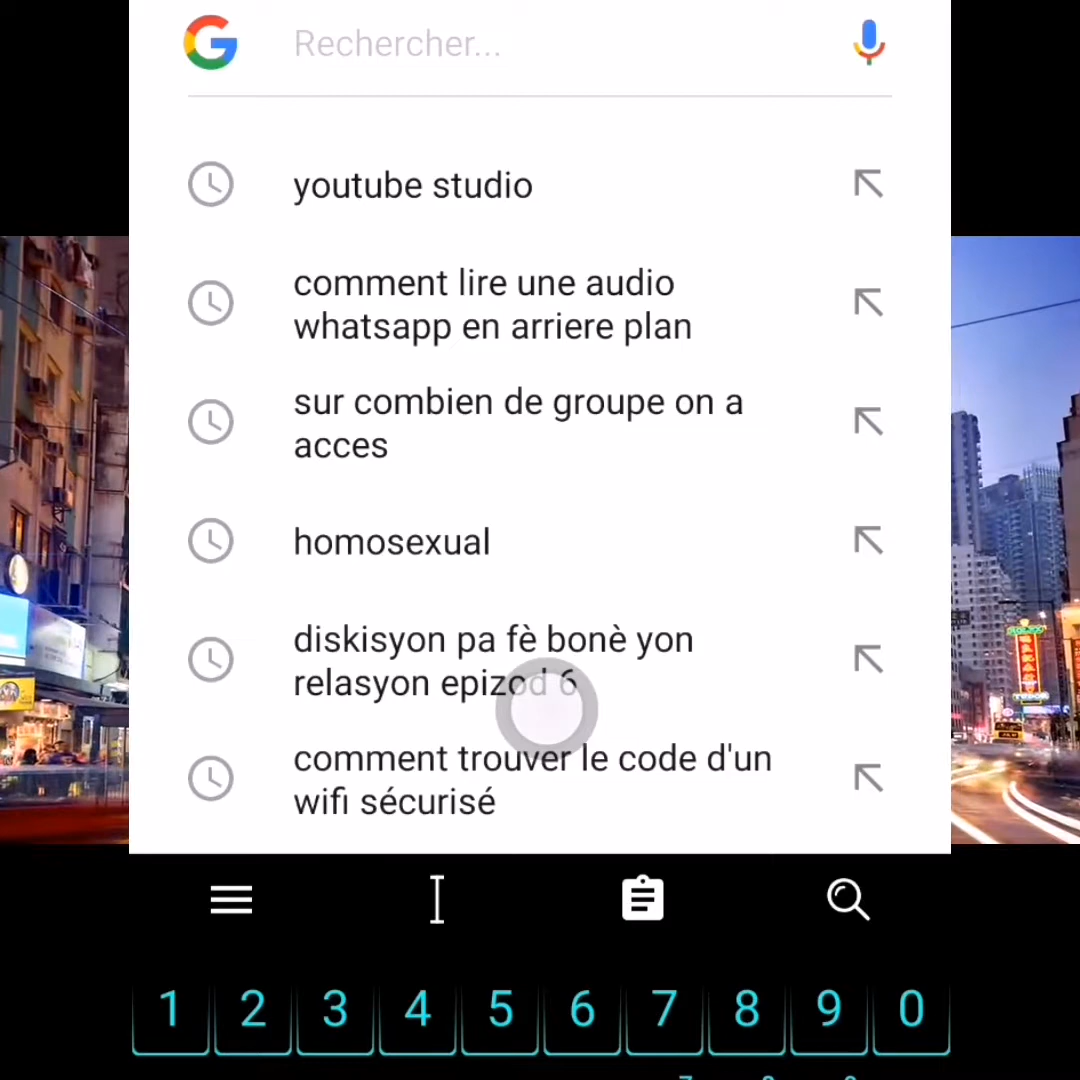 Rechercher...
youtube studio
comment lire une audio
whatsapp en arriere plan
sur combien de groupe on a
acces
homosexual
diskisyon pa fè bonè yon
relasyon epizod 6
comment trouver le code d'un
wifi sécurisé
1 2 3 4 5 6 7 8 9 0